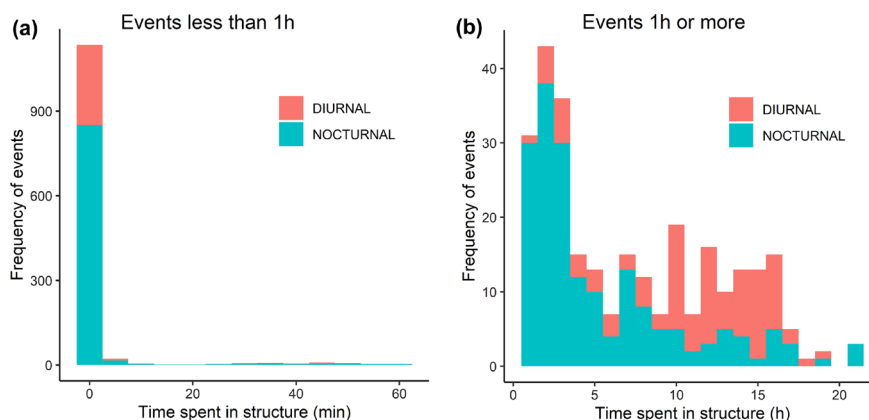 (a)
Events less than 1h
DIURNAL
NOCTURNAL
Frequency of events
900
600
300
0
0 20 40 60
Time spent in structure (min)
(b)
Events 1h or more
DIURNAL
NOCTURNAL
Frequency of events
40
30
20
10
0
0 5 10 15 20
Time spent in structure (h)